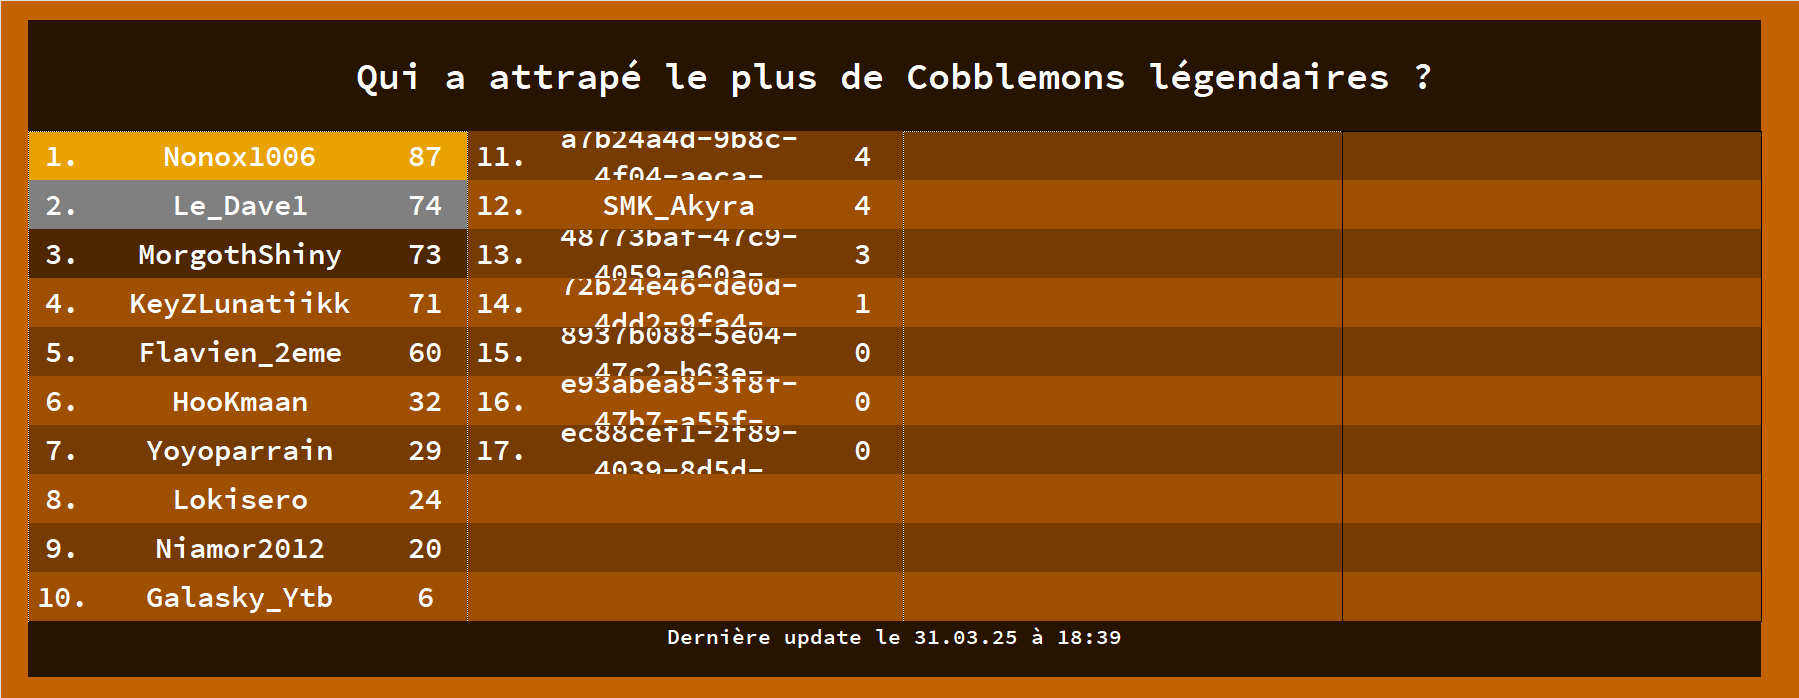 Qui a attrapé le plus de Cobblemons légendaires ?
1. Nonox1006 87
2. Le_Dave1 74
3. MorgothShiny 73
4. KeyZLunatiikk 71
5. Flavien_2eme 60
6. HooKmaan 32
7. Yoyoparrain 29
8. Lokisero 24
9. Niamor2012 20
10. Galasky_Ytb 6
11. a7b24a4d-9b8c-
4f04-aeca- 4
12. SMK_Akyra 4
13. 48773baf-47c9-
4059-a60a- 3
14. 72b24e46-de0d-
4dd2-9fa4- 1
15. 8937b088-5e04-
47c2-b63e- 0
16. e93abea8-3f8f-
47b7-a55f- 0
17. ec88cef1-2f89-
4039-8d5d- 0
Dernière update le 31.03.25 à 18:39